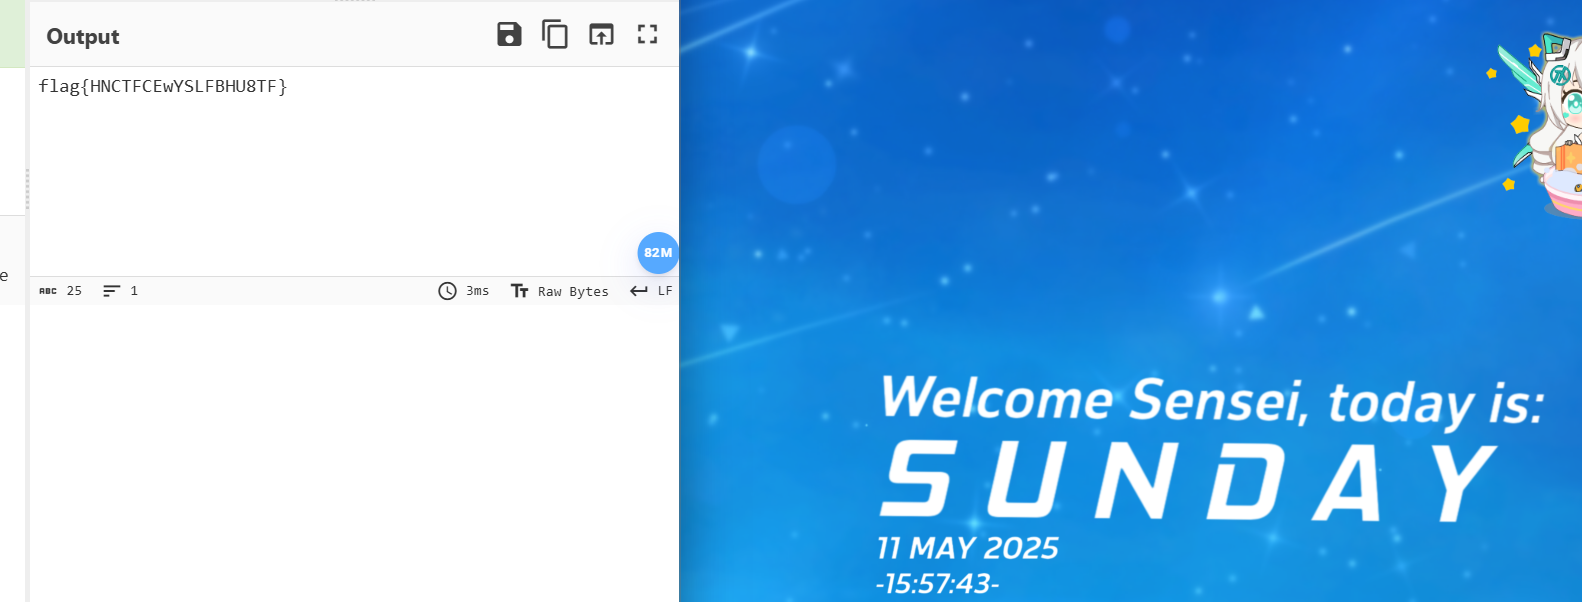 Output
flag{HNCTFCEwYSLFBHU8TF}
82M
e
ABC 25
1
3ms
Raw Bytes
LF
Welcome Sensei, today is:
SUNDAY
11 MAY 2025
-15:57:43-